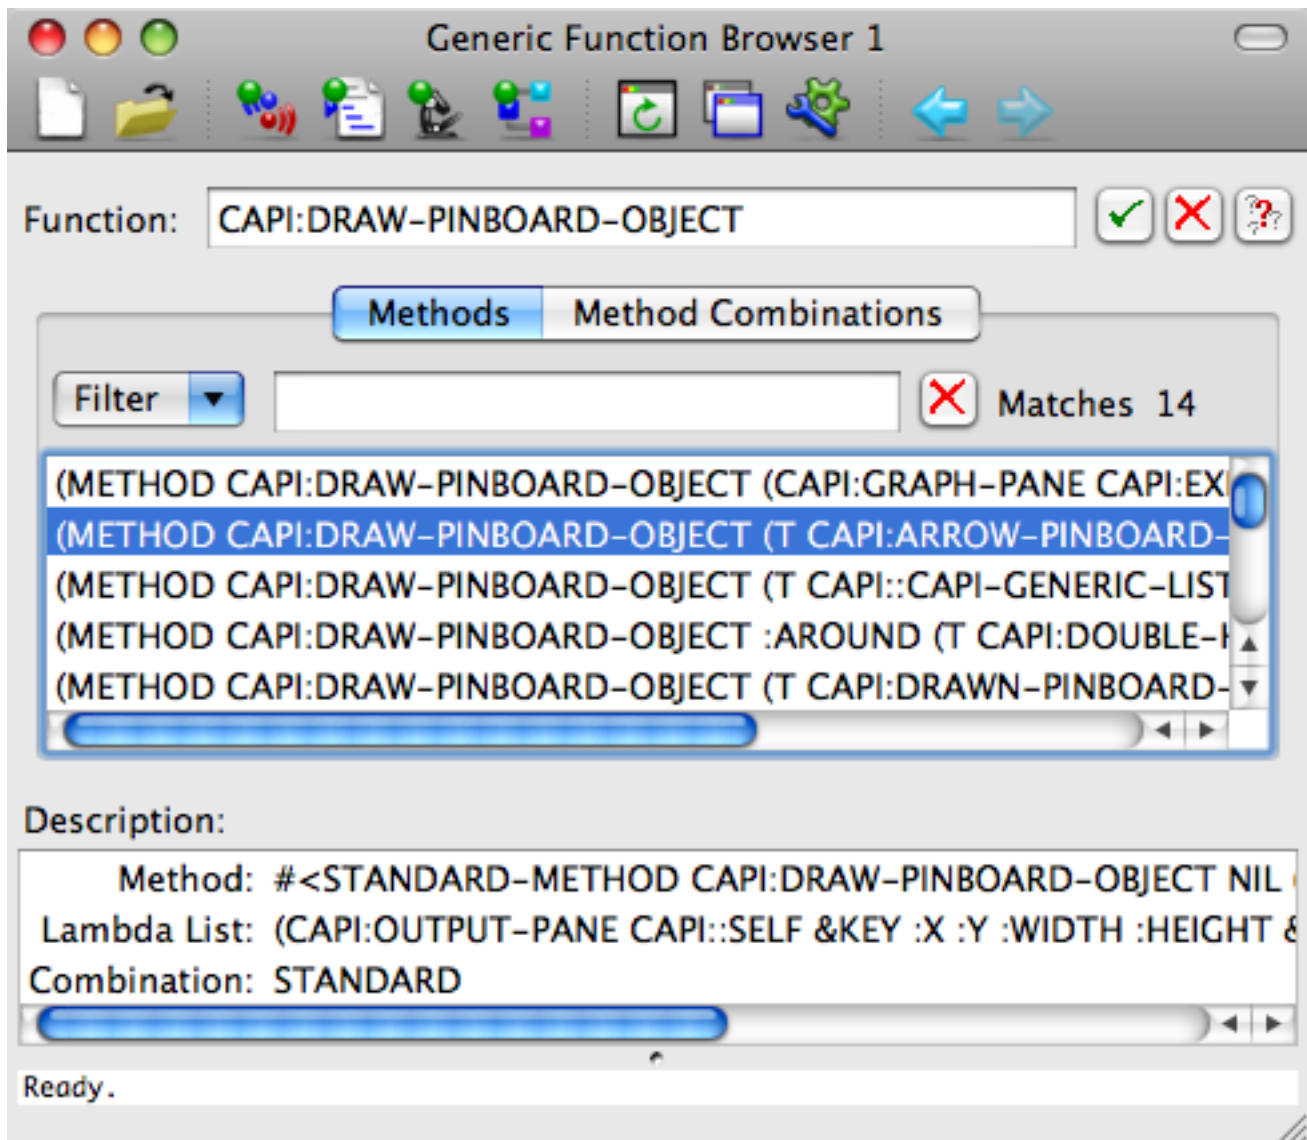 Generic Function Browser 1
Function: CAPI:DRAW-PINBOARD-OBJECT
Methods Method Combinations
Filter Matches 14
(METHOD CAPI:DRAW-PINBOARD-OBJECT (CAPI:GRAPH-PANE
(METHOD CAPI:DRAW-PINBOARD-OBJECT (T CAPI:ARROW-PINBOARD-
(METHOD CAPI:DRAW-PINBOARD-OBJECT (T CAPI::CAPI-GENERIC-LIST
(METHOD CAPI:DRAW-PINBOARD-OBJECT :AROUND (T CAPI:DOUBLE-
(METHOD CAPI:DRAW-PINBOARD-OBJECT (T CAPI:DRAWN-PINBOARD-
Description:
Method: #<STANDARD-METHOD CAPI:DRAW-PINBOARD-OBJECT NIL
Lambda List: (CAPI:OUTPUT-PANE CAPI::SELF &KEY :X :Y :WIDTH :HEIGHT &
Combination: STANDARD
Ready.